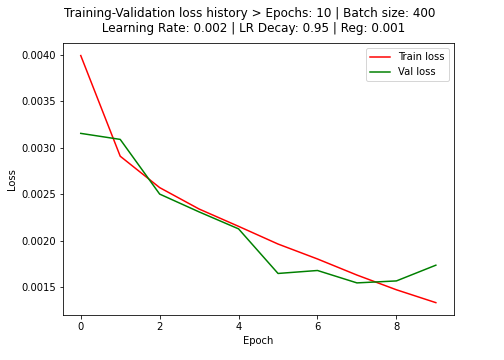 Training-Validation loss history > Epochs: 10 | Batch size: 400
Learning Rate: 0.002 | LR Decay: 0.95 | Reg: 0.001
Train loss
Val loss
0.0040
0.0035
0.0030
0.0025
0.0020
0.0015
Loss
0 2 4 6 8
Epoch